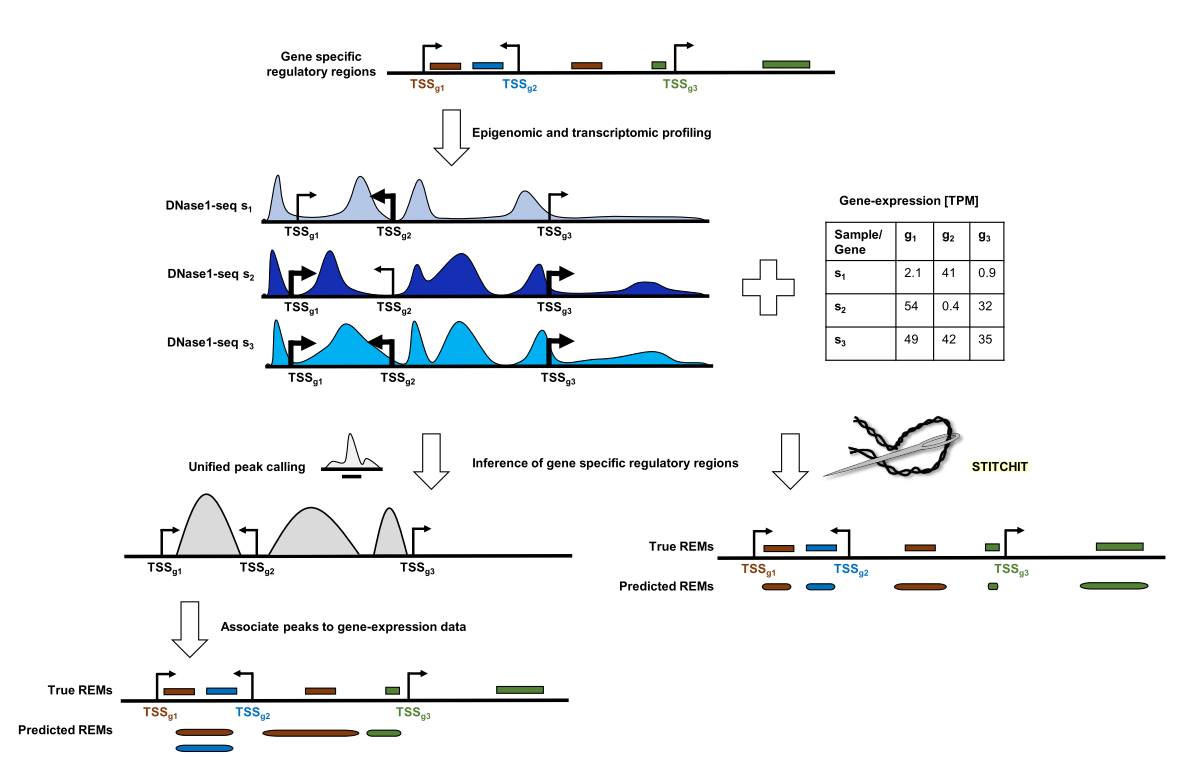 Gene specific
regulatory regions
TSSg1 TSSg2 TSSg3
Epigenomic and transcriptomic profiling
DNase1-seq s1
TSSg1 TSSg2 TSSg3
DNase1-seq s2
TSSg1 TSSg2 TSSg3
DNase1-seq s3
TSSg1 TSSg2 TSSg3
Gene-expression [TPM]
Sample/ g1 g2 g3
Gene
s1 2.1 41 0.9
s2 54 0.4 32
s3 49 42 35
Unified peak calling
Inference of gene specific regulatory regions
STITCHIT
TSSg1 TSSg2 TSSg3
True REMs
TSSg1 TSSg2 TSSg3
Predicted REMs
Associate peaks to gene-expression data
True REMs
TSSg1 TSSg2 TSSg3
Predicted REMs